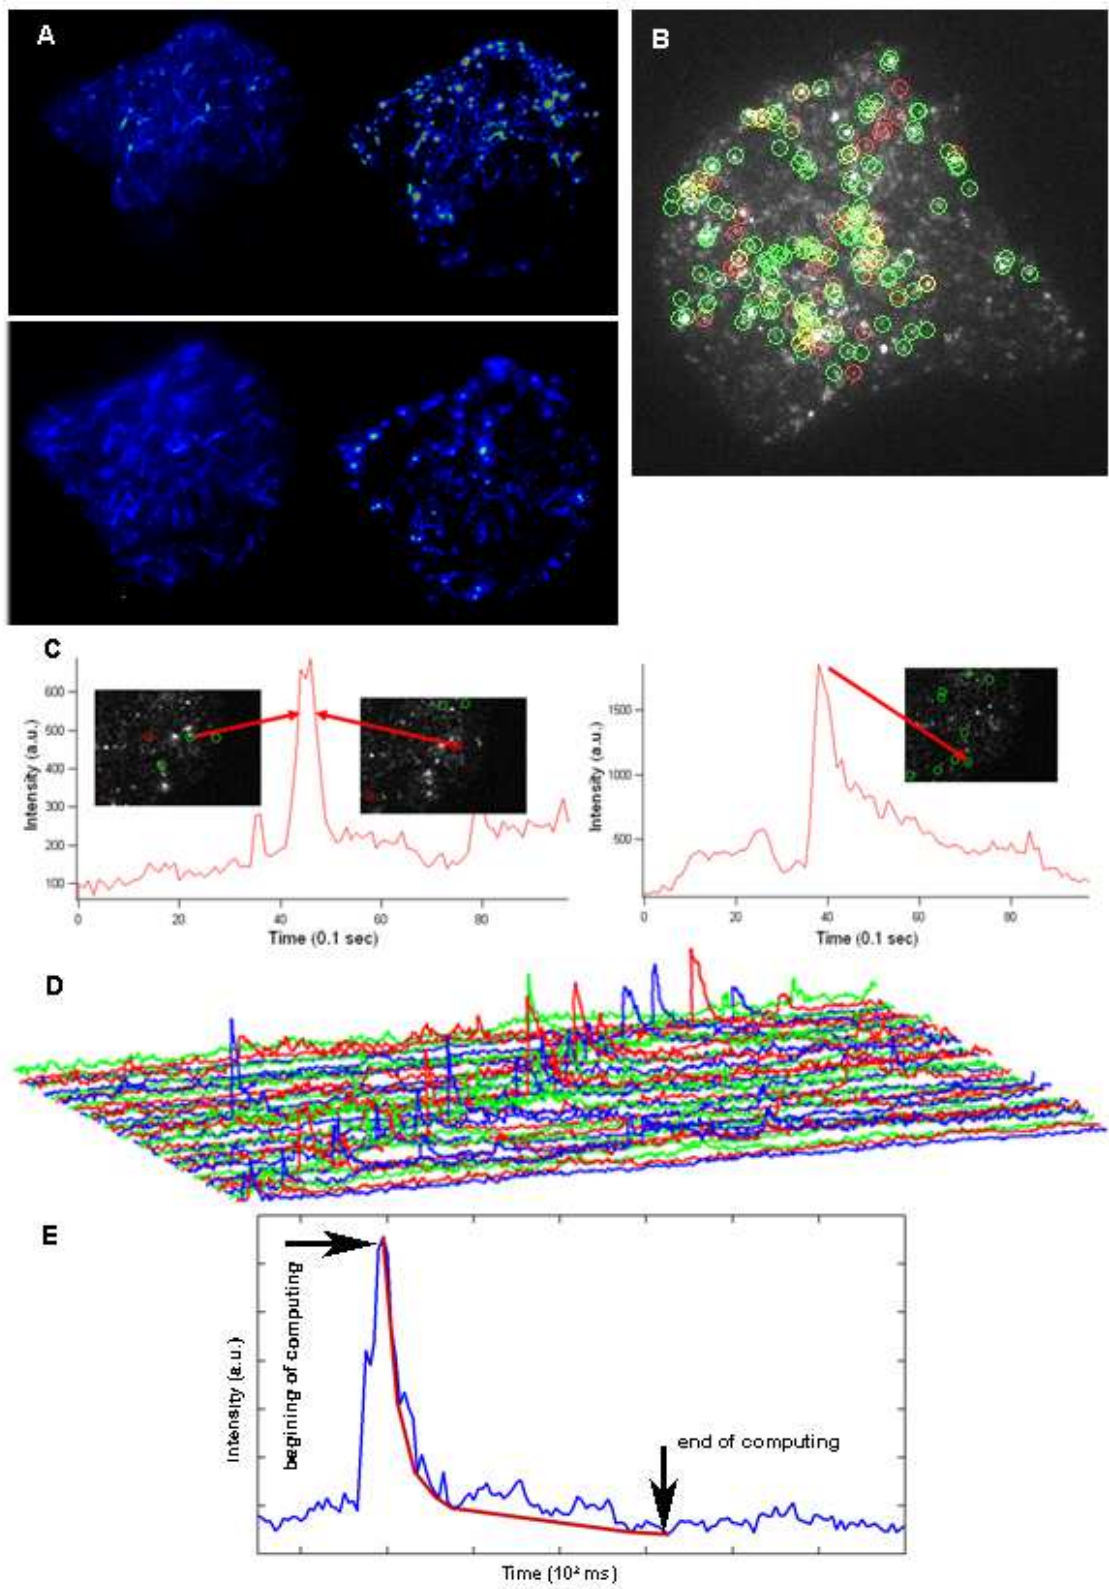 A
B
C
Intensity (a.u.)
600
500
400
300
200
100
0
20
40
60
80
Time (0.1 sec)
Intensity (a.u.)
1500
1000
500
0
20
40
60
80
Time (0.1 sec)
D
E
Intensity (a.u.)
begining of computing
end of computing
Time (10² ms)